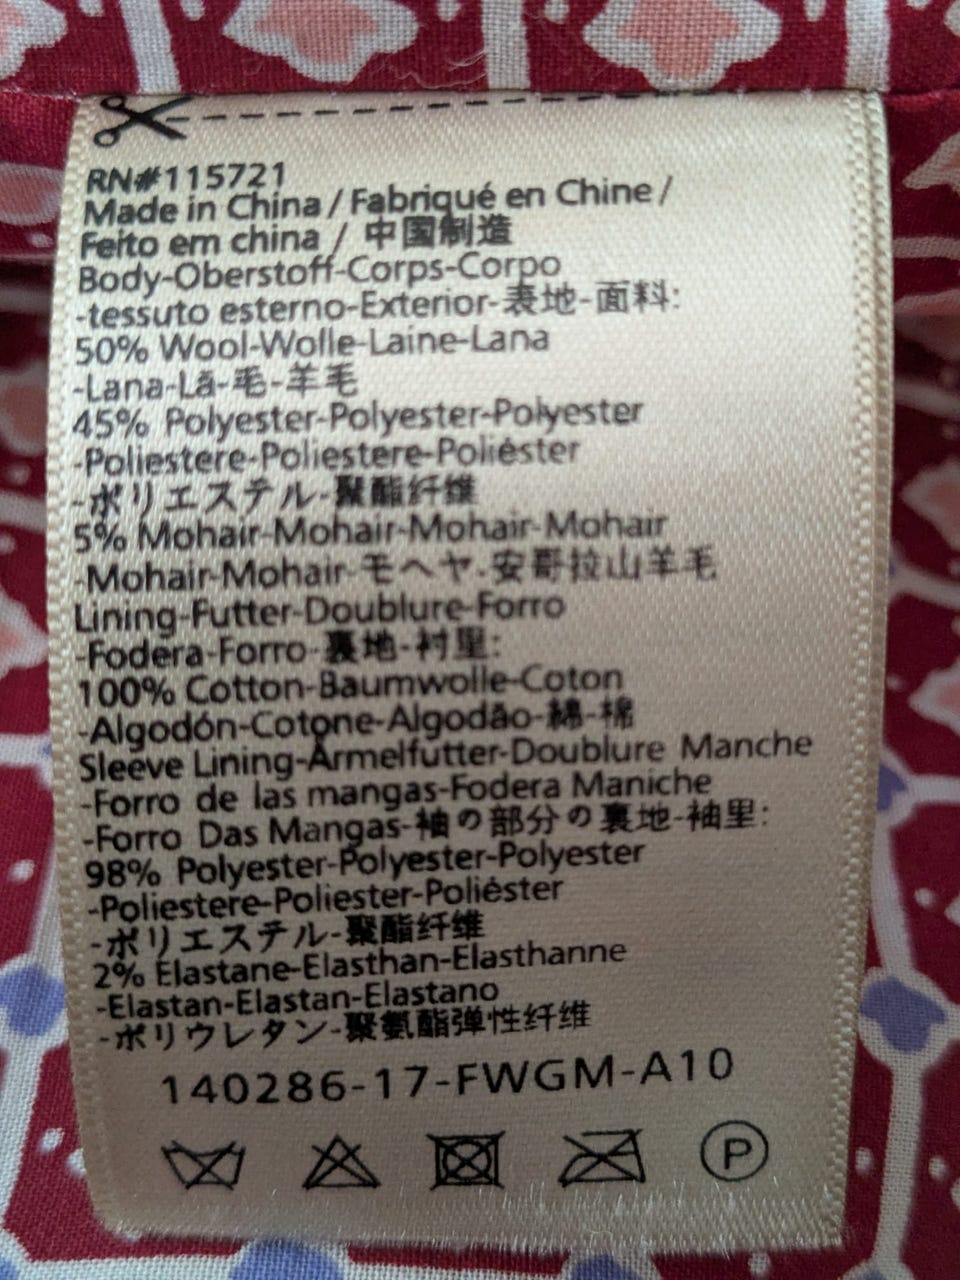 RN#115721
Made in China / Fabriqué en Chine /
Feito em china / 中国制造
Body-Oberstoff-Corps-Corpo
-tessuto esterno-Exterior-表地-面料:
50% Wool-Wolle-Laine-Lana
-Lana-Lã-毛-羊毛
45% Polyester-Polyester-Polyester
-Poliestere-Poliestere-Poliéster
-ポリエステル-聚酯纤维
5% Mohair-Mohair-Mohair-Mohair
-Mohair-Mohair-モヘヤ-安哥拉山羊毛
Lining-Futter-Doublure-Forro
-Fodera-Forro-裏地-衬里:
100% Cotton-Baumwolle-Coton
-Algodón-Cotone-Algodão-綿-棉
Sleeve Lining-Ärmelfutter-Doublure Manche
-Forro de las mangas-Fodera Maniche
-Forro Das Mangas-袖の部分の裏地-袖里:
98% Polyester-Polyester-Polyester
-Poliestere-Poliester-Poliéster
-ポリエステル-聚酯纤维
2% Elastane-Elasthan-Elasthanne
-Elastan-Elastan-Elastano
-ポリウレタン-聚氨酯弹性纤维
140286-17-FWGM-A10
P